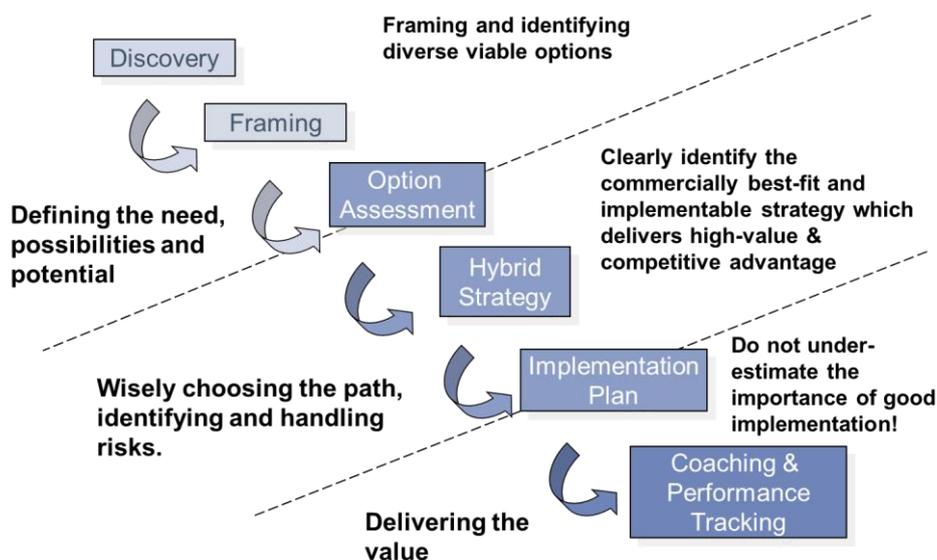 Framing and identifying
diverse viable options
Discovery
Framing
Option
Assessment
Defining the need,
possibilities and
potential
Clearly identify the
commercially best-fit and
implementable strategy which
delivers high-value &
competitive advantage
Hybrid
Strategy
Wisely choosing the path,
identifying and handling
risks.
Implementation
Plan
Do not under-
estimate the
importance of good
implementation!
Coaching &
Performance
Tracking
Delivering the
value